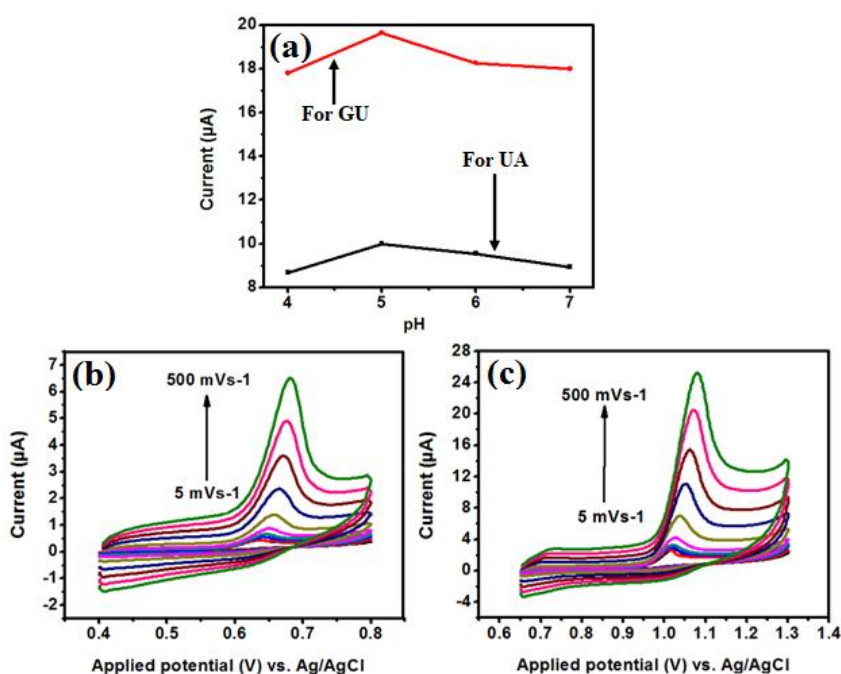 (a)
20
18
16
14
12
10
8
Current (µA)
For GU
For UA
4 5 6 7
pH
(b)
7
6
5
4
3
2
1
0
-1
-2
Current (µA)
500 mVs-1
5 mVs-1
0.4 0.5 0.6 0.7 0.8
Applied potential (V) vs. Ag/AgCl
(c)
28
24
20
16
12
8
4
0
-4
Current (µA)
500 mVs-1
5 mVs-1
0.6 0.7 0.8 0.9 1.0 1.1 1.2 1.3 1.4
Applied potential (V) vs. Ag/AgCl